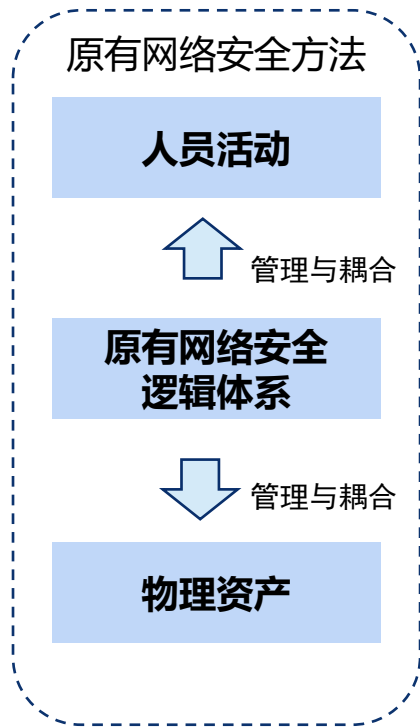 原有网络安全方法
人员活动
管理与耦合
原有网络安全
逻辑体系
管理与耦合
物理资产